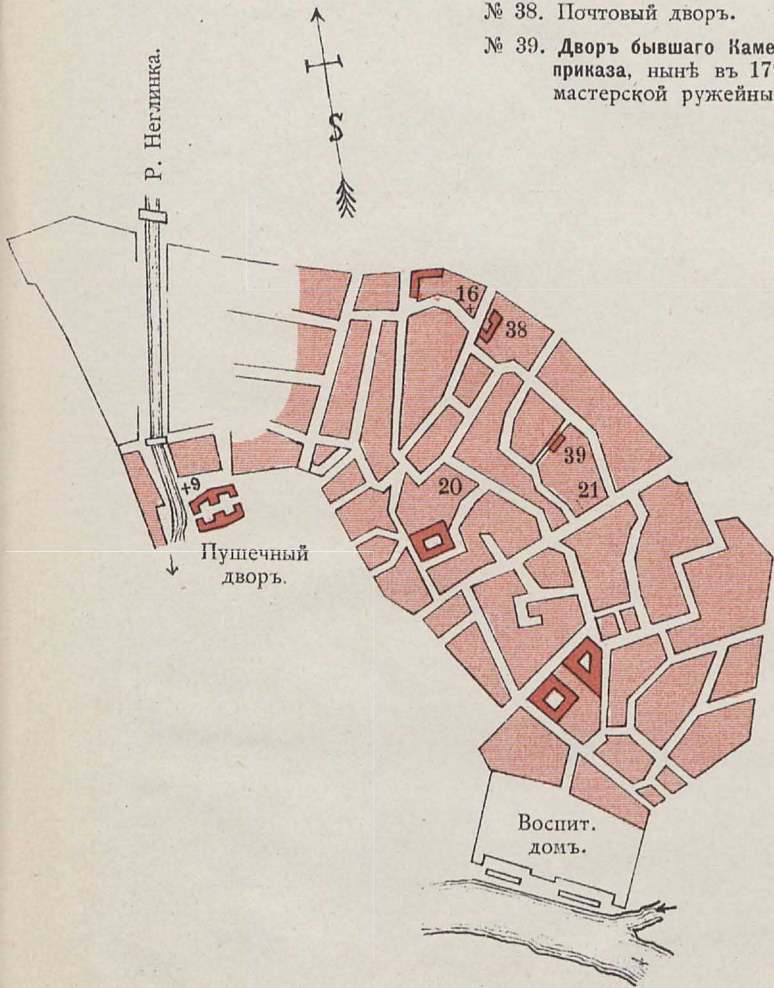 № 38. Почтовый дворъ.
№ 39. Дворъ бывшаго Каме
приказа, нынѣ въ 17
мастерской ружейны
Р. Неглинка.
S
16
38
39
20
21
+9
Пушечный
дворъ.
Воспит.
домъ.